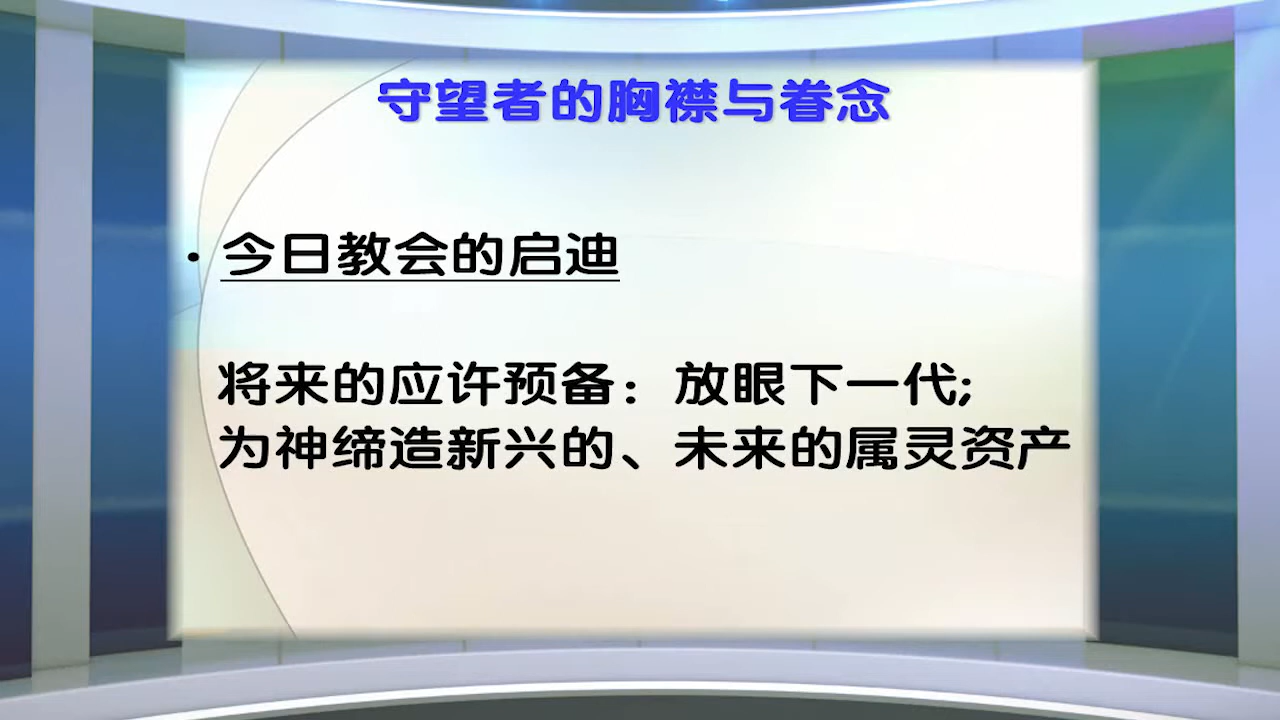 守望者的胸襟与眷念
• 今日教会的启迪
将来的应许预备：放眼下一代;
为神缔造新兴的、未来的属灵资产